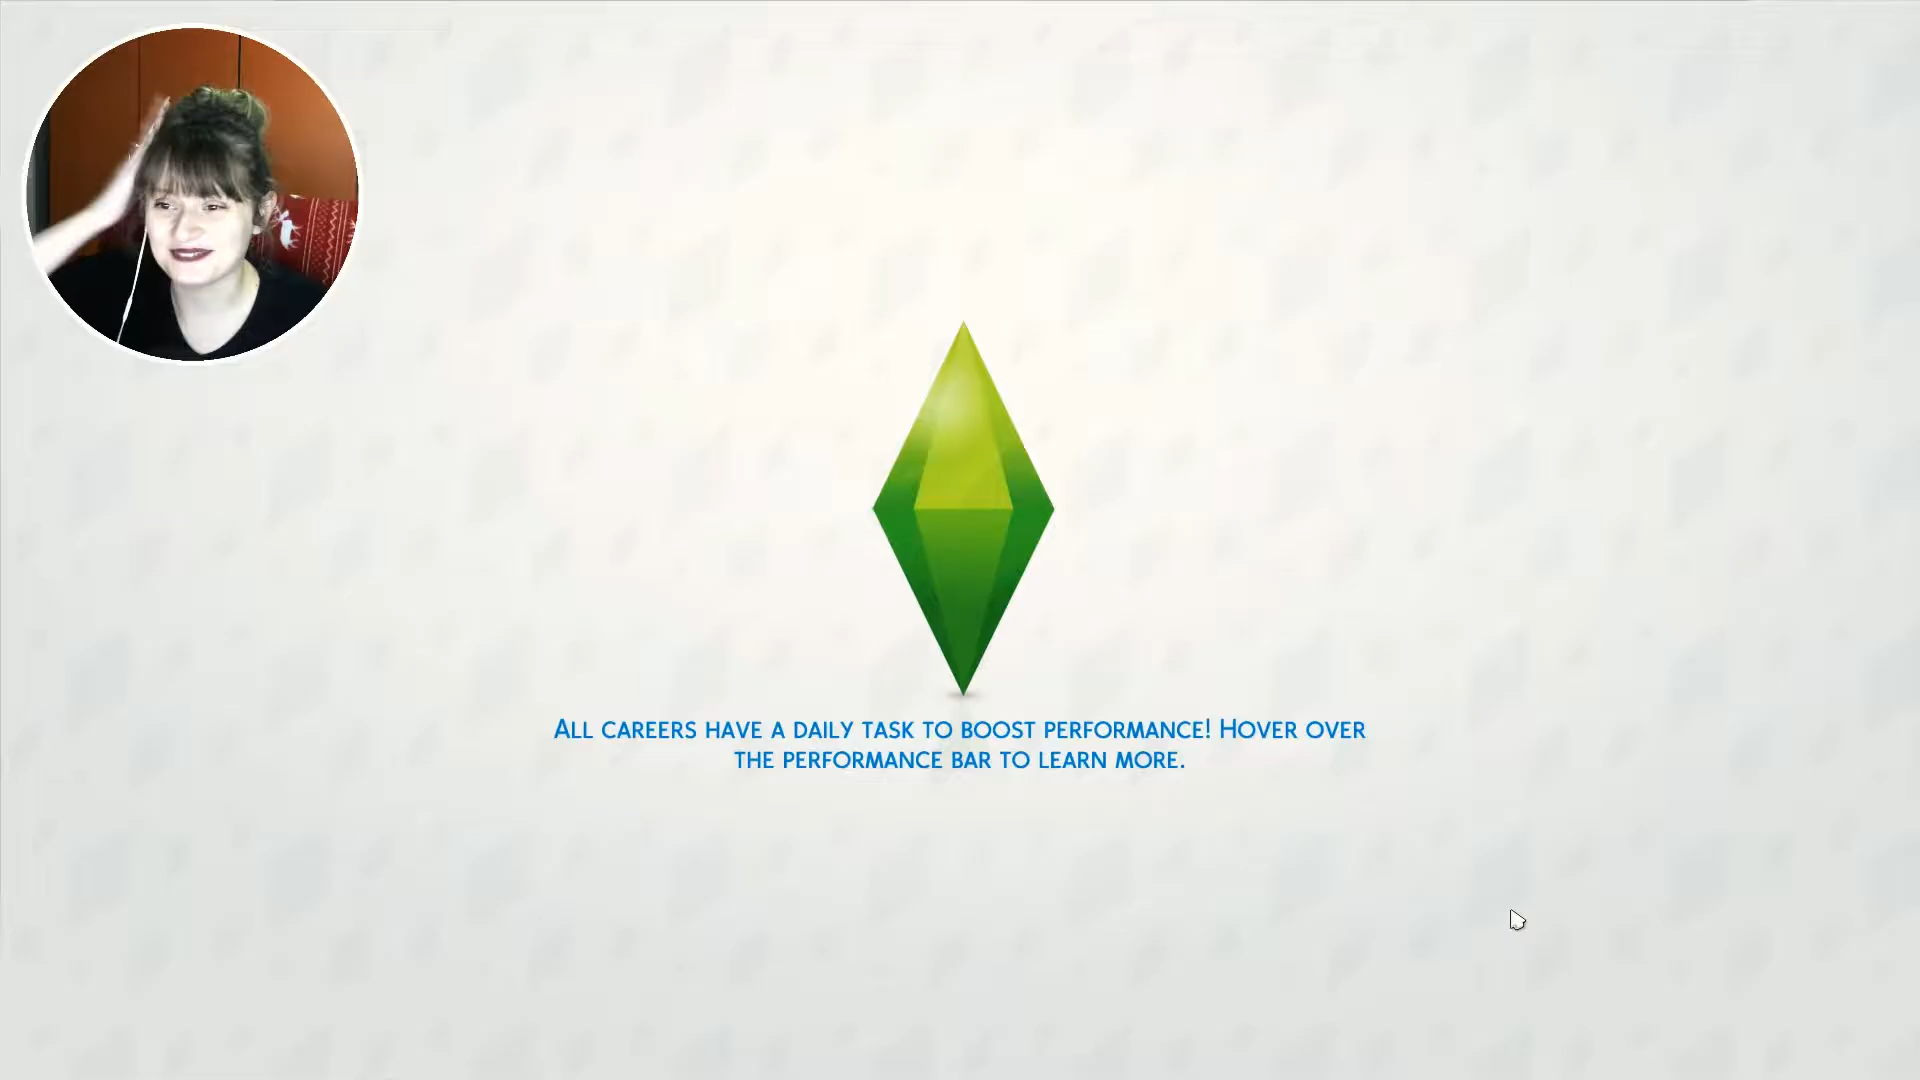 All careers have a daily task to boost performance! Hover over
the performance bar to learn more.